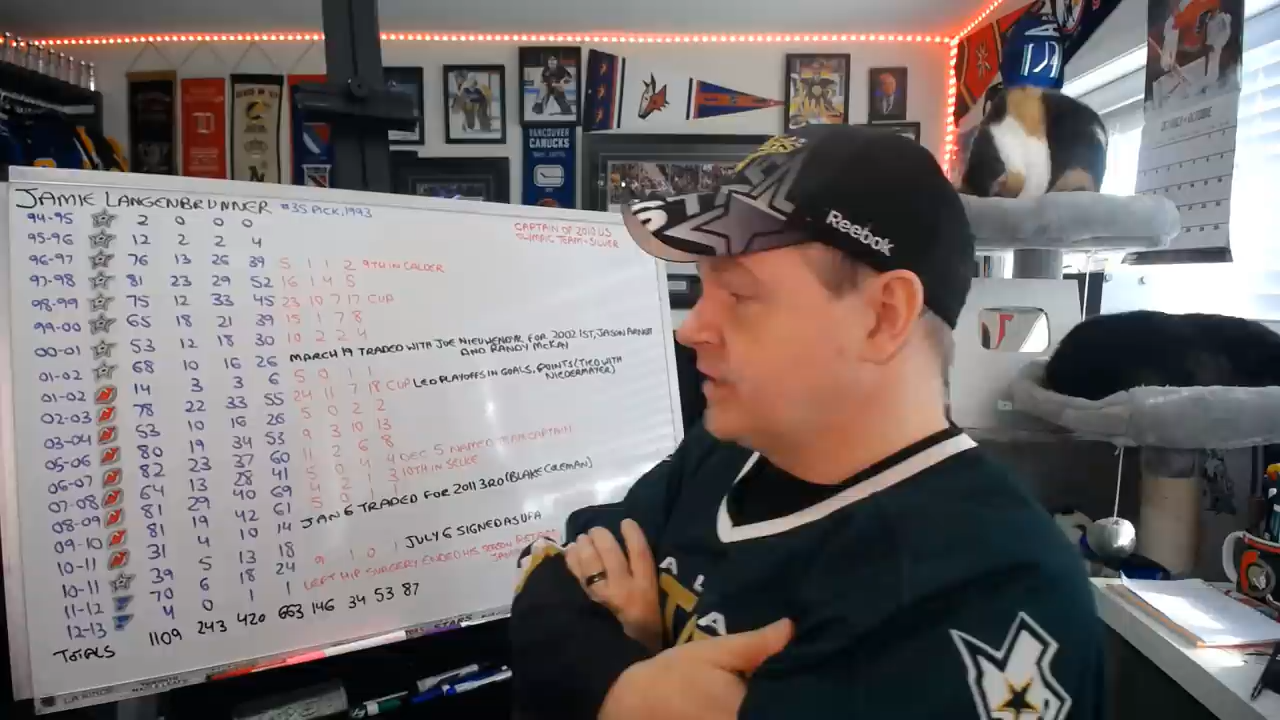 JAMIE LANGENBRUNNER #35 PICK, 1993
CAPTAIN OF 2010 US
OLYMPIC TEAM - SILVER
94-95 2 0 0 0
95-96 12 2 2 4
96-97 76 13 26 39 5 1 1 2 9TH IN CALDER
97-98 81 23 29 52 16 1 4 5
98-99 75 12 33 45 23 10 7 17 CUP
99-00 65 18 21 39 15 1 7 8
00-01 53 12 18 30 10 2 2 4
MARCH 19 TRADED WITH JOE NIEUWENDYK FOR 2002 1ST, JASON ARNOTT
AND RANDY MCKAY
01-02 68 10 16 26
01-02 14 3 3 6 5 0 1 1
02-03 78 22 33 55 24 11 7 18 CUP LED PLAYOFFS IN GOALS, POINTS (TIED WITH
NIEDERMAYER)
03-04 53 10 16 26 5 0 2 2
05-06 80 19 34 53 9 3 10 13
06-07 82 23 37 60 11 2 6 8
07-08 64 13 28 41 5 0 4 4 DEC 5 NAMED TEAM CAPTAIN
08-09 81 29 40 69 2 1 3 10TH IN SELKE
09-10 81 19 42 61 5 0 1 1
10-11 31 4 10 14 JAN 6 TRADED FOR 2011 3RD (BLAKE COLEMAN)
10-11 39 5 13 18
11-12 70 6 18 24 9 1 0 1 JULY 6 SIGNED AS UFA
12-13 4 0 1 1 LEFT HIP SURGERY ENDED HIS SEASON
TOTALS 1109 243 420 663 146 34 53 87
Reebok
VANCOUVER
CANUCKS